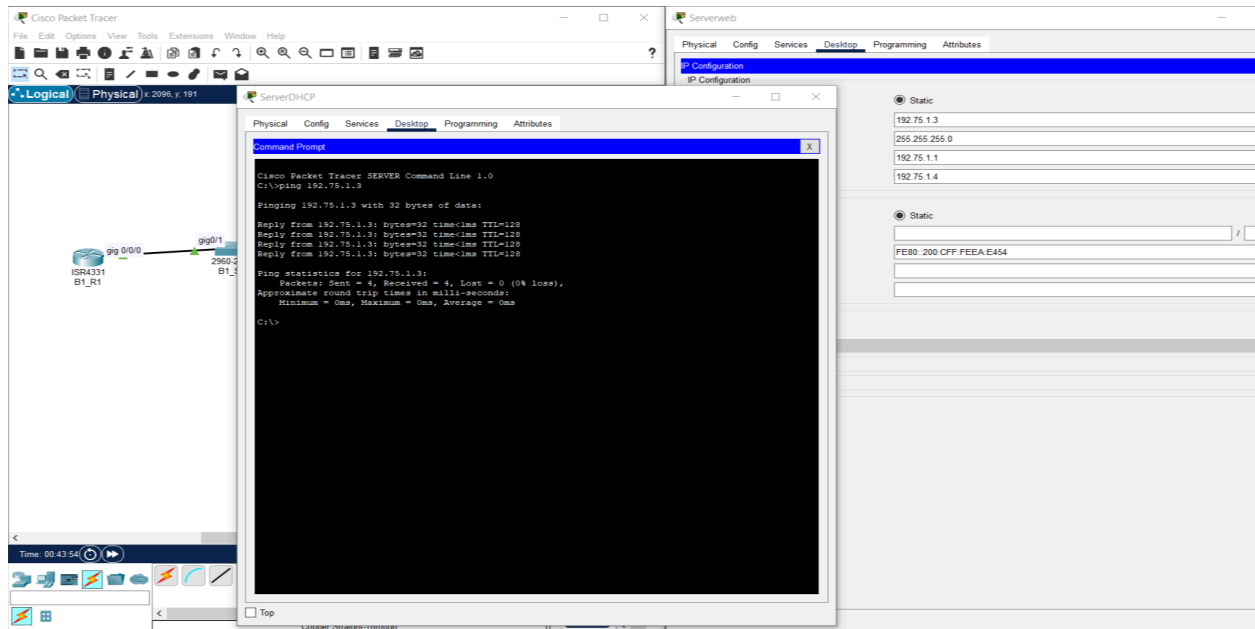 Cisco Packet Tracer
File Edit Options View Tools Extensions Window Help
?
Logical Physical x: 2096, y: 191
gig 0/0/0
gig0/1
ISR4331
B1_R1
Time: 00:43:54
ServerDHCP
Physical Config Services Desktop Programming Attributes
Command Prompt
X
Cisco Packet Tracer SERVER Command Line 1.0
C:\>ping 192.75.1.3
Pinging 192.75.1.3 with 32 bytes of data:
Reply from 192.75.1.3: bytes=32 time<1ms TTL=128
Reply from 192.75.1.3: bytes=32 time<1ms TTL=128
Reply from 192.75.1.3: bytes=32 time<1ms TTL=128
Reply from 192.75.1.3: bytes=32 time<1ms TTL=128
Ping statistics for 192.75.1.3:
Packets: Sent = 4, Received = 4, Lost = 0 (0% loss),
Approximate round trip times in milli-seconds:
Minimum = 0ms, Maximum = 0ms, Average = 0ms
C:\>
Top
Serverweb
Physical Config Services Desktop Programming Attributes
IP Configuration
IP Configuration
Static
192.75.1.3
255.255.255.0
192.75.1.1
192.75.1.4
Static
/
FE80::200:CFF:FEEA:E454